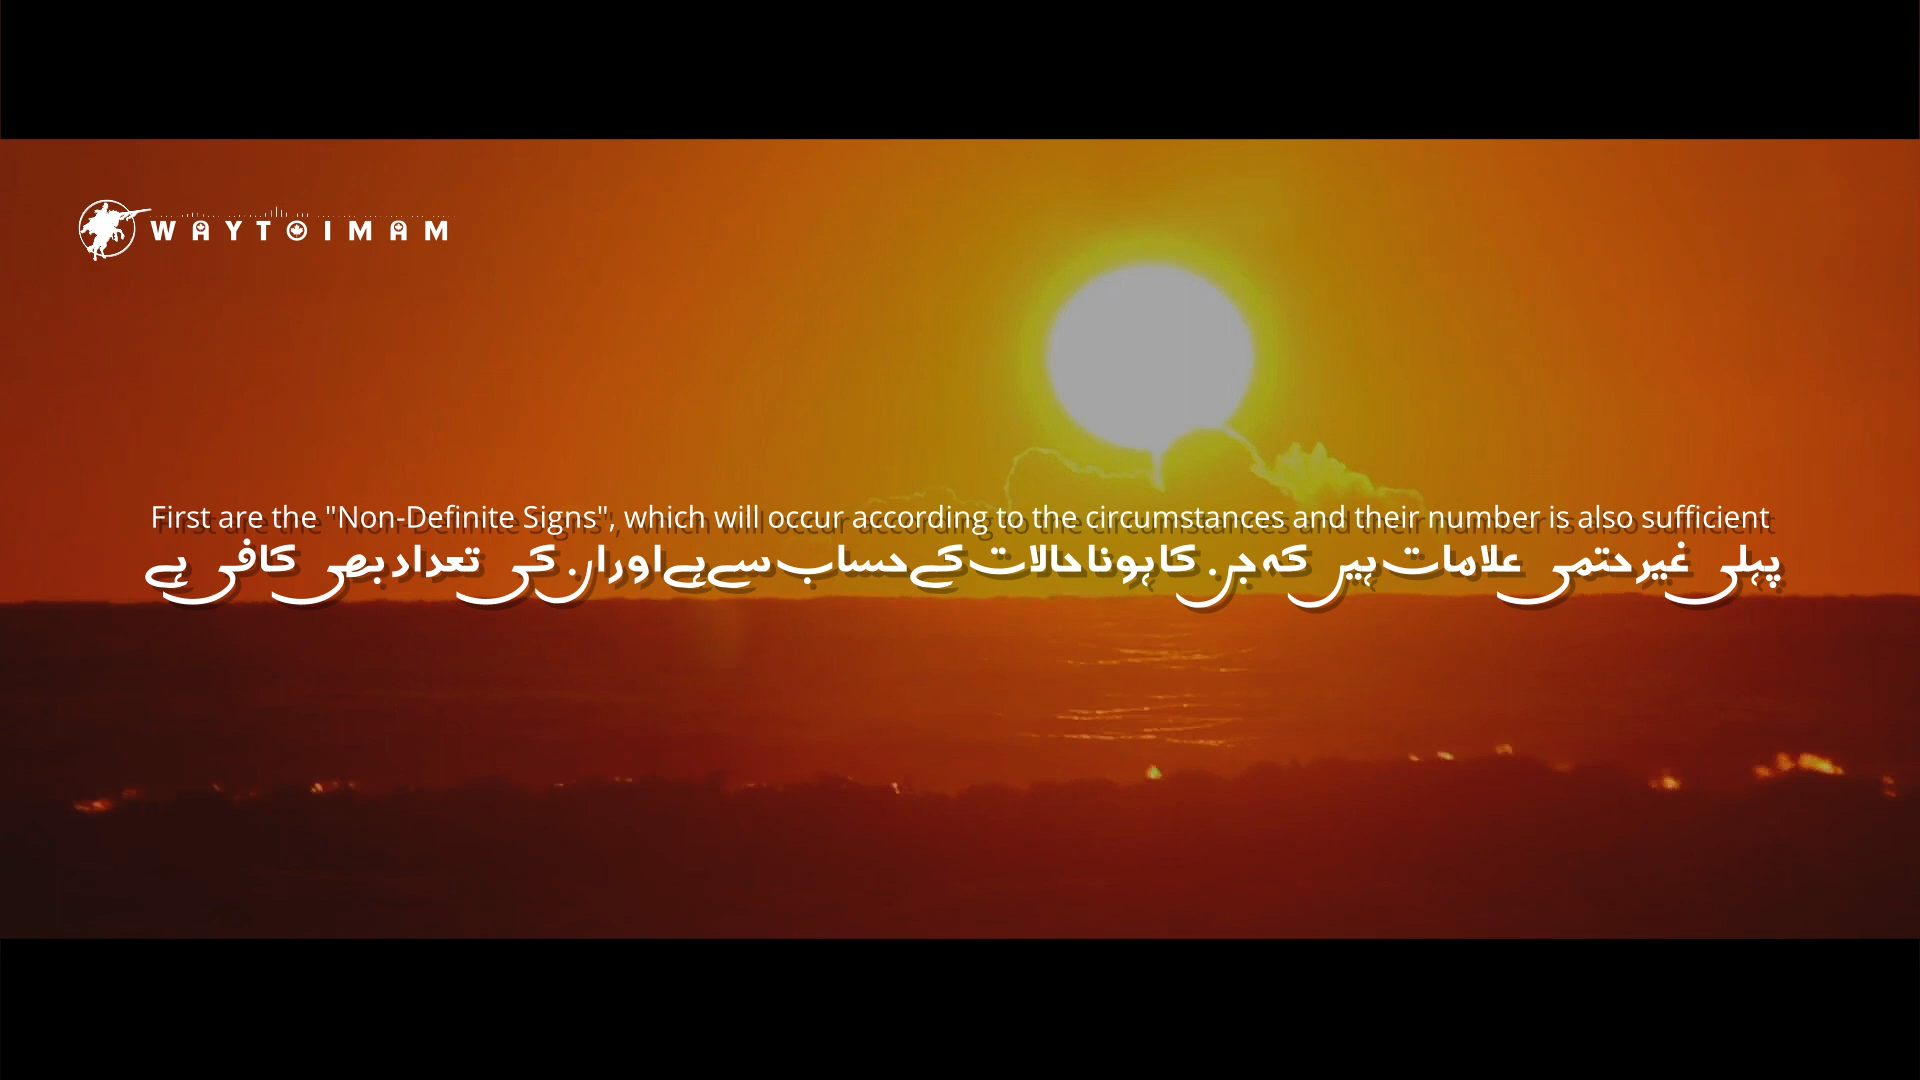 WAYTOIMAM
First are the "Non-Definite Signs", which will occur according to the circumstances and their number is also sufficient
پہلی غیر حتمی علامات ہیں کہ جن کا ہونا حالات کے حساب سے ہے اور ان کی تعداد بھی کافی ہے